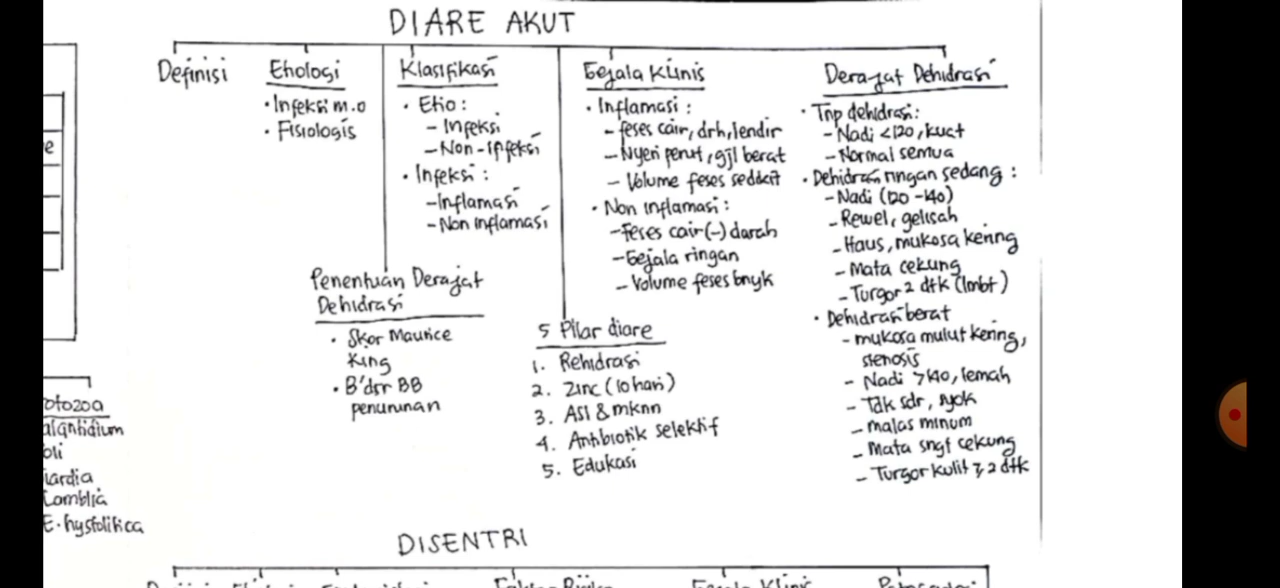 DIARE AKUT
Definisi
Etiologi
• Infeksi m.o
• Fisiologis
Klasifikasi
• Etio :
- Infeksi
- Non-infeksi
• Infeksi :
- Inflamasi
- Non inflamasi
Gejala Klinis
• Inflamasi :
- feses cair, drh, lendir
- Nyeri perut, gjl berat
- Volume feses sedikit
• Non inflamasi :
- Feses cair (-) darah
- Gejala ringan
- Volume feses bnyk
Derajat Dehidrasi
• Tnp dehidrasi :
- Nadi <120, kuat
- Normal semua
• Dehidrasi ringan sedang :
- Nadi (120 - 140)
- Rewel, gelisah
- Haus, mukosa kering
- Mata cekung
- Turgor 2 dtk (lmbt)
• Dehidrasi berat
- mukosa mulut kering,
stenosis
- Nadi >140, lemah
- Tdk sdr, syok
- malas minum
- Mata sngt cekung
- Turgor kulit ≥ 2 dtk
Penentuan Derajat
Dehidrasi
• Skor Maurice
King
• B'dsr BB
penurunan
5 Pilar diare
1. Rehidrasi
2. Zinc (10 hari)
3. ASI & mknn
4. Antibiotik selektif
5. Edukasi
e
otozoa
alantidium
oli
iardia
Lamblia
E. hystolitica
DISENTRI